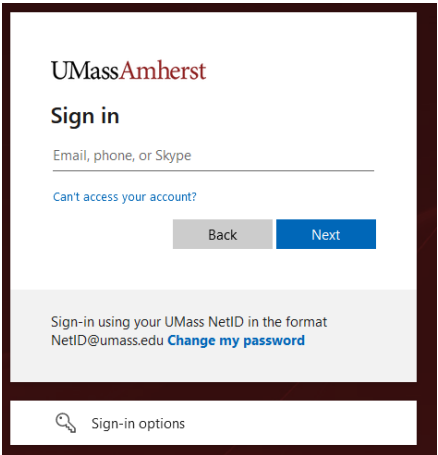 UMassAmherst
Sign in
Email, phone, or Skype
Can't access your account?
Back
Next
Sign-in using your UMass NetID in the format
NetID@umass.edu Change my password
Sign-in options